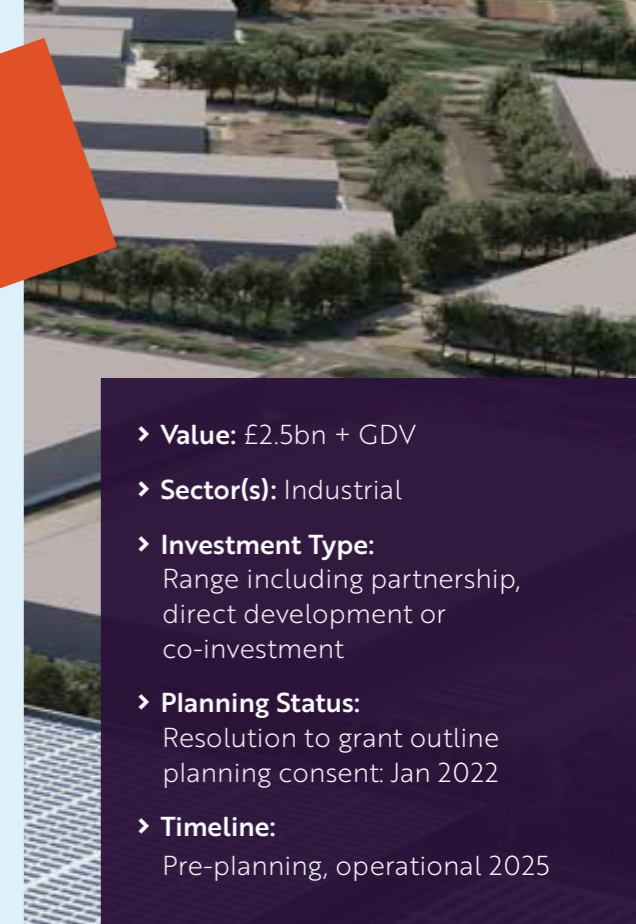 › Value: £2.5bn + GDV
› Sector(s): Industrial
› Investment Type:
Range including partnership,
direct development or
co-investment
› Planning Status:
Resolution to grant outline
planning consent: Jan 2022
› Timeline:
Pre-planning, operational 2025